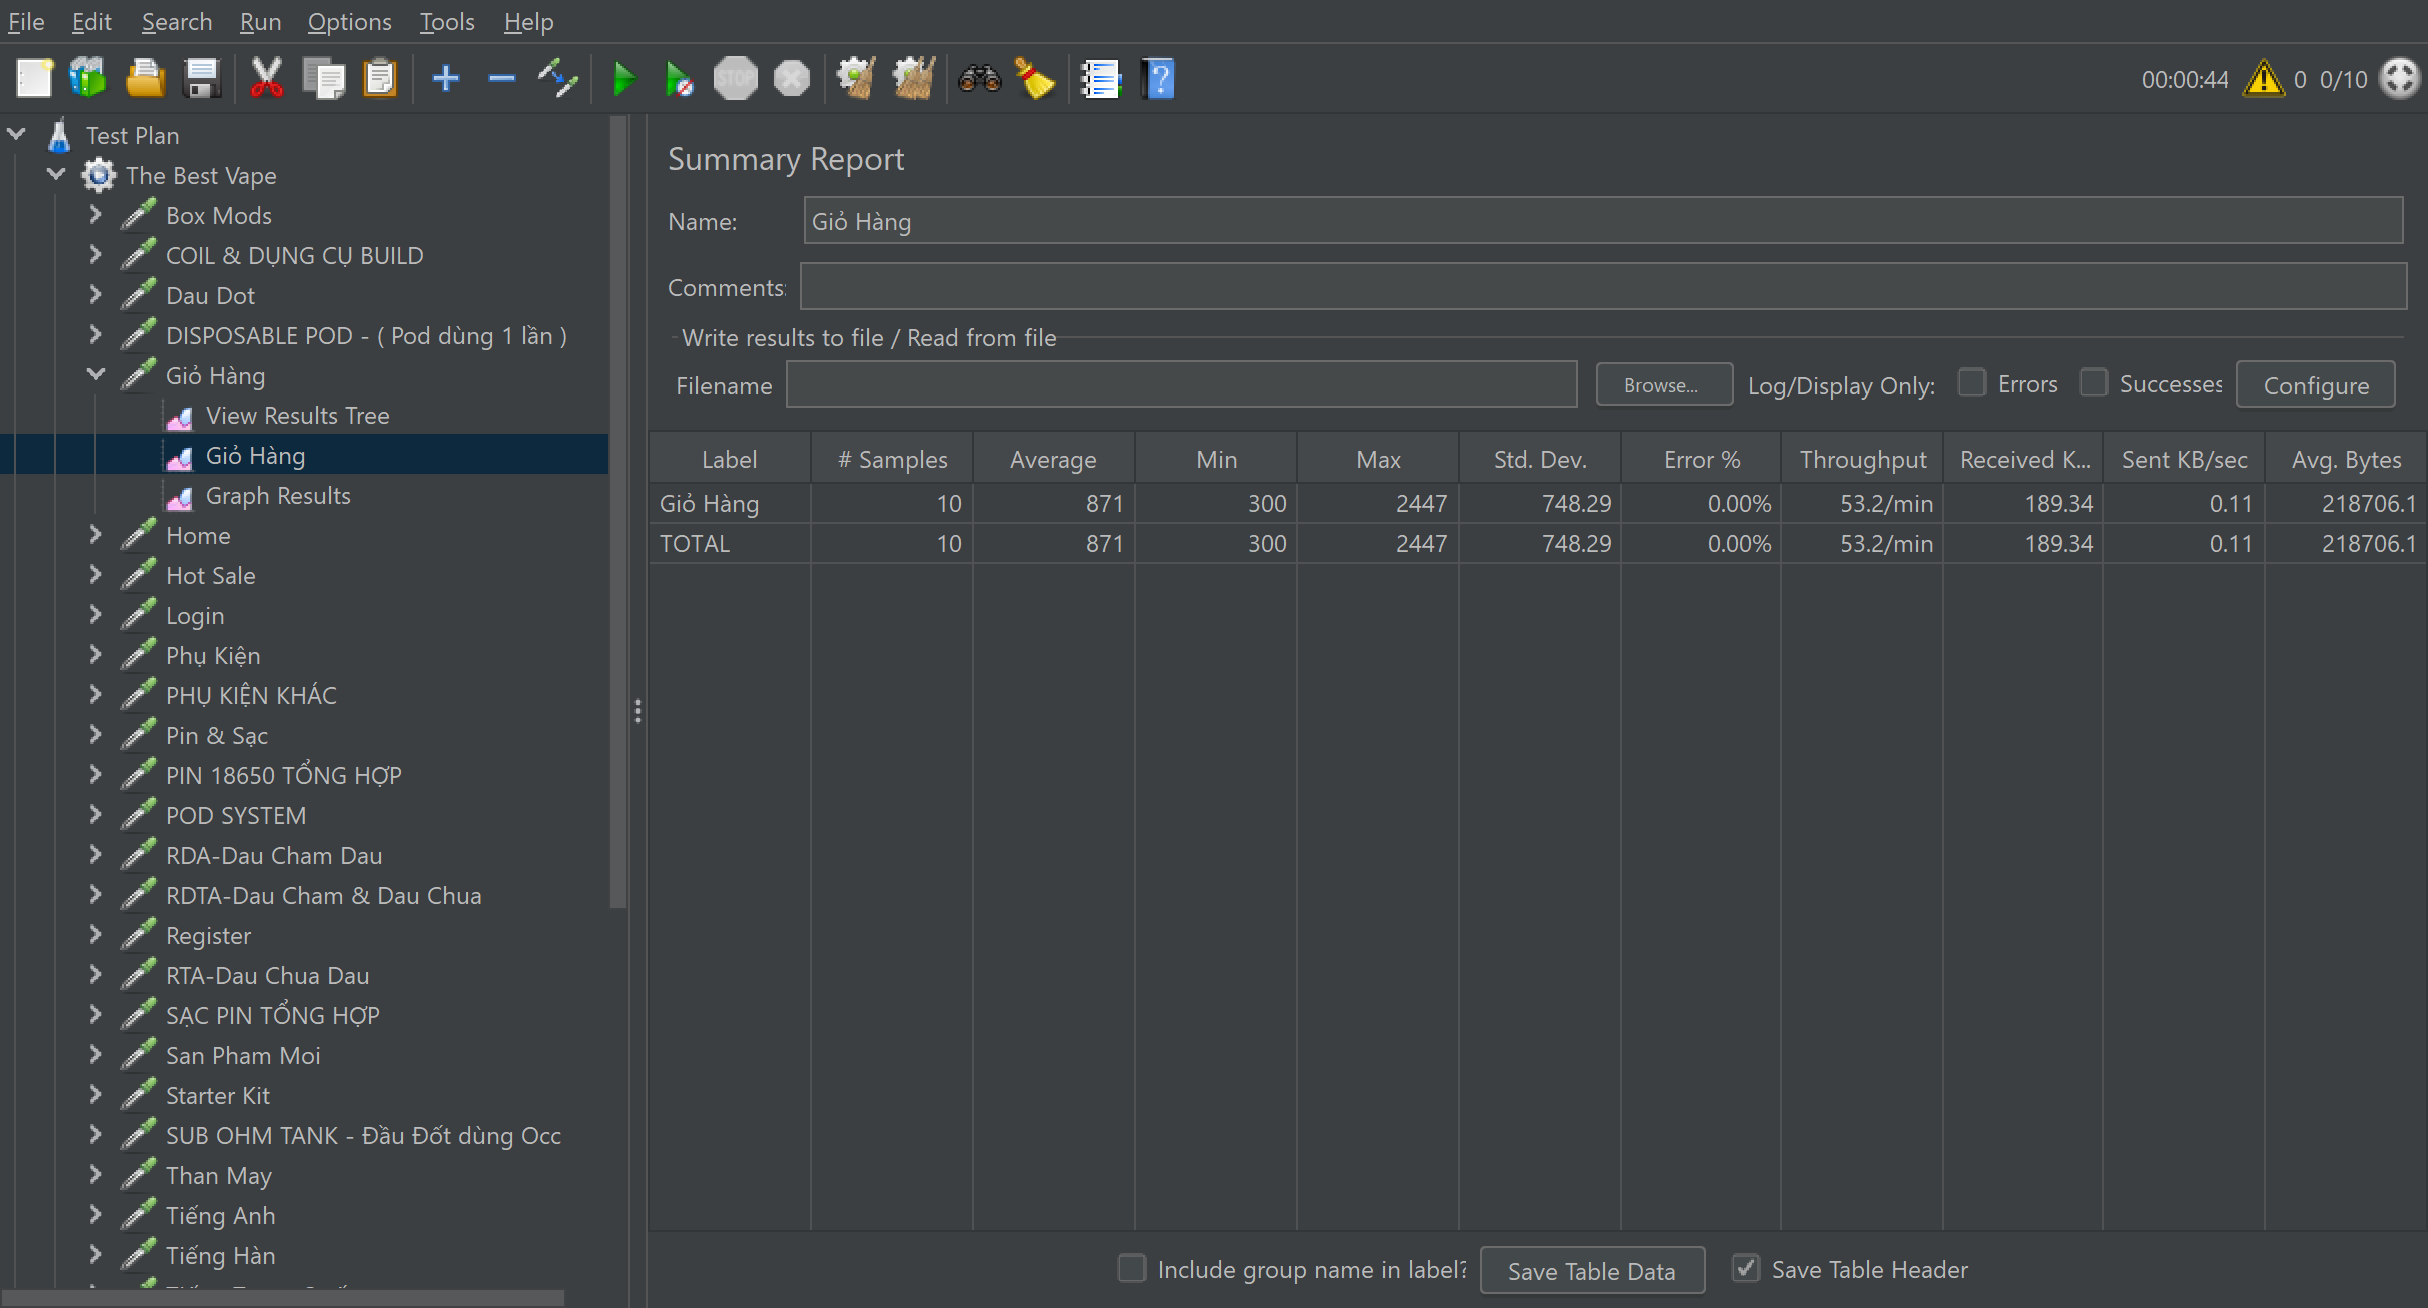 File Edit Search Run Options Tools Help
STOP
00:00:44 0 0/10
Test Plan
The Best Vape
Box Mods
COIL & DỤNG CỤ BUILD
Dau Dot
DISPOSABLE POD - ( Pod dùng 1 lần )
Giỏ Hàng
View Results Tree
Giỏ Hàng
Graph Results
Home
Hot Sale
Login
Phụ Kiện
PHỤ KIỆN KHÁC
Pin & Sạc
PIN 18650 TỔNG HỢP
POD SYSTEM
RDA-Dau Cham Dau
RDTA-Dau Cham & Dau Chua
Register
RTA-Dau Chua Dau
SẠC PIN TỔNG HỢP
San Pham Moi
Starter Kit
SUB OHM TANK - Đầu Đốt dùng Occ
Than May
Tiếng Anh
Tiếng Hàn
Summary Report
Name: Giỏ Hàng
Comments:
Write results to file / Read from file
Filename Browse... Log/Display Only: Errors Successes Configure
Label # Samples Average Min Max Std. Dev. Error % Throughput Received K... Sent KB/sec Avg. Bytes
Giỏ Hàng 10 871 300 2447 748.29 0.00% 53.2/min 189.34 0.11 218706.1
TOTAL 10 871 300 2447 748.29 0.00% 53.2/min 189.34 0.11 218706.1
Include group name in label? Save Table Data Save Table Header